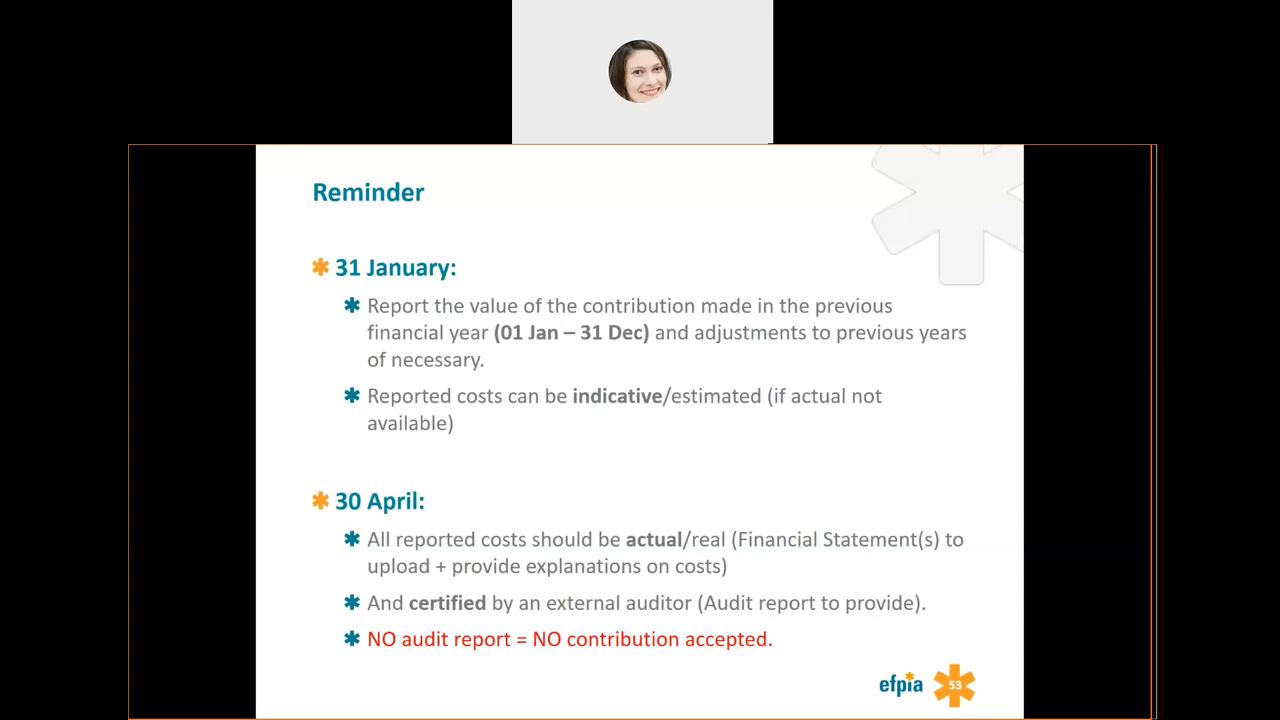 Reminder
31 January:
Report the value of the contribution made in the previous
financial year (01 Jan – 31 Dec) and adjustments to previous years
of necessary.
Reported costs can be indicative/estimated (if actual not
available)
30 April:
All reported costs should be actual/real (Financial Statement(s) to
upload + provide explanations on costs)
And certified by an external auditor (Audit report to provide).
NO audit report = NO contribution accepted.
efpia 53